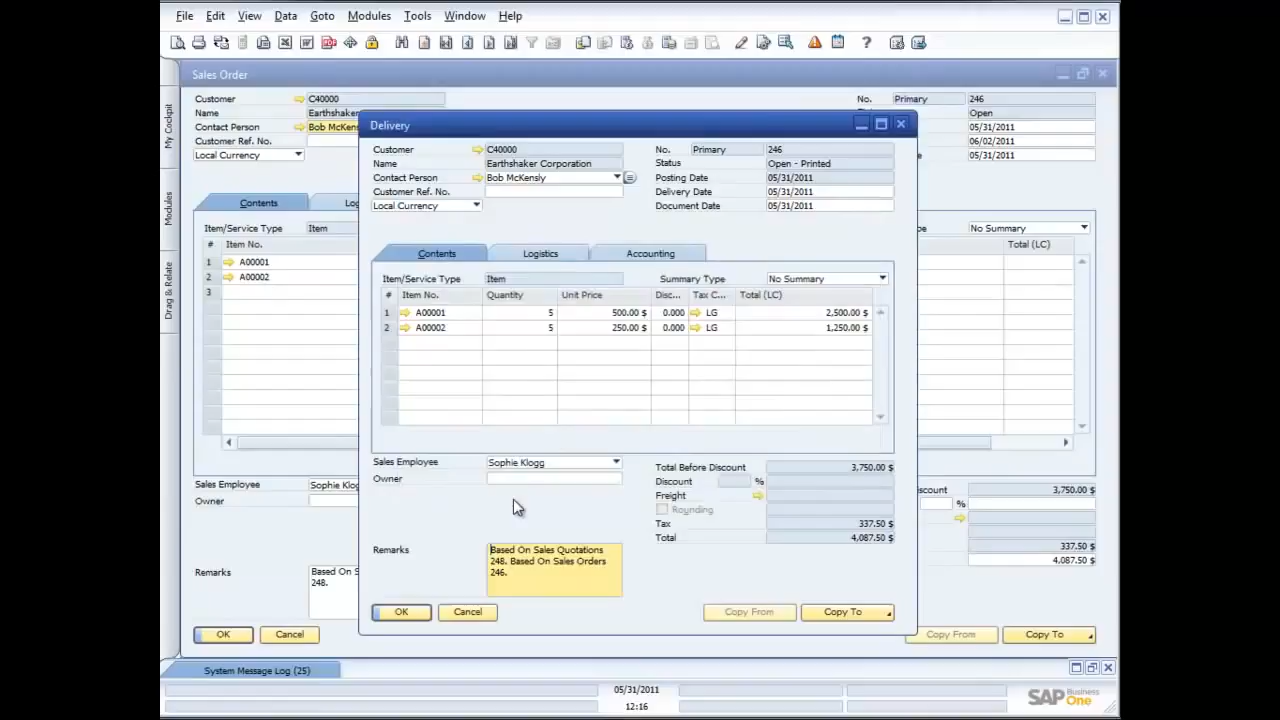 File Edit View Data Goto Modules Tools Window Help
Sales Order
Customer C40000 No. Primary 246
Name Earthshaker Open
Contact Person Bob McKens 05/31/2011
Customer Ref. No. 06/02/2011
Local Currency 05/31/2011
Contents
Item/Service Type Item No Summary
# Item No. Total (LC)
1 A00001
2 A00002
3
Sales Employee Sophie Klog 3,750.00 $
Owner %
337.50 $
4,087.50 $
Remarks Based On S
248.
OK Cancel Copy From Copy To
Delivery
Customer C40000 No. Primary 246
Name Earthshaker Corporation Status Open - Printed
Contact Person Bob McKensly Posting Date 05/31/2011
Customer Ref. No. Delivery Date 05/31/2011
Local Currency Document Date 05/31/2011
Contents Logistics Accounting
Item/Service Type Item Summary Type No Summary
# Item No. Quantity Unit Price Disc... Tax C... Total (LC)
1 A00001 5 500.00 $ 0.000 LG 2,500.00 $
2 A00002 5 250.00 $ 0.000 LG 1,250.00 $
Sales Employee Sophie Klogg Total Before Discount 3,750.00 $
Owner Discount %
Freight
Rounding
Tax 337.50 $
Total 4,087.50 $
Remarks Based On Sales Quotations
248. Based On Sales Orders
246.
OK Cancel Copy From Copy To
My Cockpit
Modules
Drag & Relate
System Message Log (25)
05/31/2011
12:16
SAP Business One